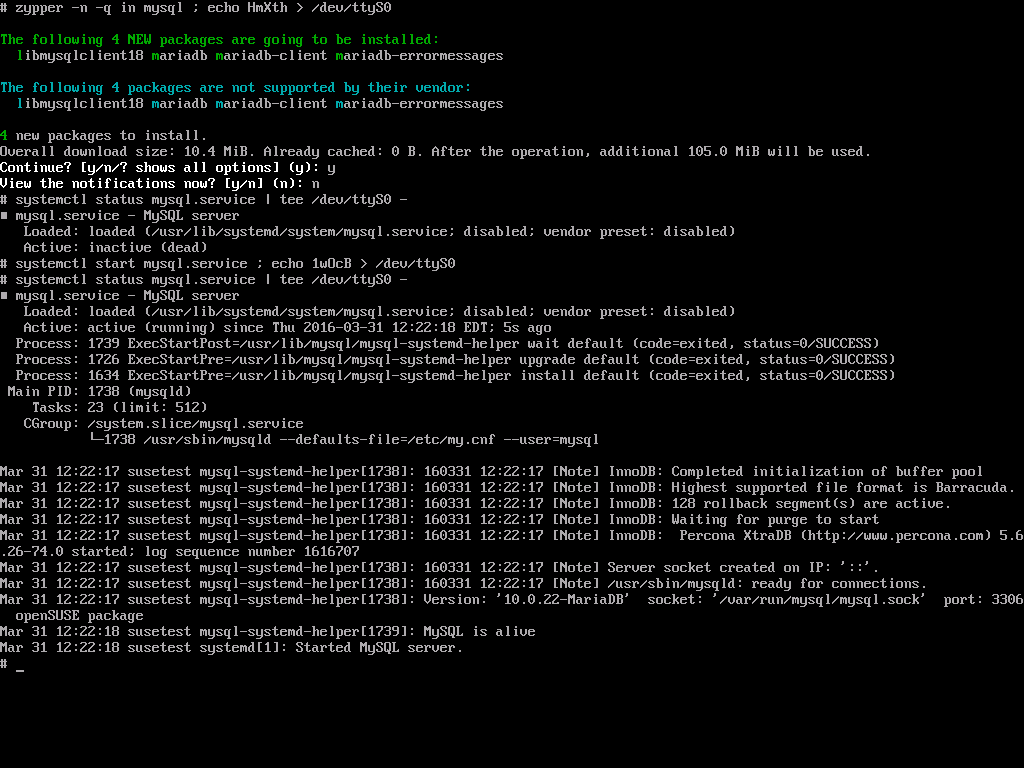 # zypper -n -q in mysql ; echo HmXth > /dev/ttyS0
The following 4 NEW packages are going to be installed:
  libmysqlclient18 mariadb mariadb-client mariadb-errormessages
The following 4 packages are not supported by their vendor:
  libmysqlclient18 mariadb mariadb-client mariadb-errormessages
4 new packages to install.
Overall download size: 10.4 MiB. Already cached: 0 B. After the operation, additional 105.0 MiB will be used.
Continue? [y/n/? shows all options] (y): y
View the notifications now? [y/n] (n): n
# systemctl status mysql.service | tee /dev/ttyS0 -
■ mysql.service - MySQL server
   Loaded: loaded (/usr/lib/systemd/system/mysql.service; disabled; vendor preset: disabled)
   Active: inactive (dead)
# systemctl start mysql.service ; echo 1wOcB > /dev/ttyS0
# systemctl status mysql.service | tee /dev/ttyS0 -
■ mysql.service - MySQL server
   Loaded: loaded (/usr/lib/systemd/system/mysql.service; disabled; vendor preset: disabled)
   Active: active (running) since Thu 2016-03-31 12:22:18 EDT; 5s ago
  Process: 1739 ExecStartPost=/usr/lib/mysql/mysql-systemd-helper wait default (code=exited, status=0/SUCCESS)
  Process: 1726 ExecStartPre=/usr/lib/mysql/mysql-systemd-helper upgrade default (code=exited, status=0/SUCCESS)
  Process: 1634 ExecStartPre=/usr/lib/mysql/mysql-systemd-helper install default (code=exited, status=0/SUCCESS)
 Main PID: 1738 (mysqld)
    Tasks: 23 (limit: 512)
   CGroup: /system.slice/mysql.service
           └─1738 /usr/sbin/mysqld --defaults-file=/etc/my.cnf --user=mysql
Mar 31 12:22:17 susetest mysql-systemd-helper[1738]: 160331 12:22:17 [Note] InnoDB: Completed initialization of buffer pool
Mar 31 12:22:17 susetest mysql-systemd-helper[1738]: 160331 12:22:17 [Note] InnoDB: Highest supported file format is Barracuda.
Mar 31 12:22:17 susetest mysql-systemd-helper[1738]: 160331 12:22:17 [Note] InnoDB: 128 rollback segment(s) are active.
Mar 31 12:22:17 susetest mysql-systemd-helper[1738]: 160331 12:22:17 [Note] InnoDB: Waiting for purge to start
Mar 31 12:22:17 susetest mysql-systemd-helper[1738]: 160331 12:22:17 [Note] InnoDB:  Percona XtraDB (http://www.percona.com) 5.6
.26-74.0 started; log sequence number 1616707
Mar 31 12:22:17 susetest mysql-systemd-helper[1738]: 160331 12:22:17 [Note] Server socket created on IP: '::'.
Mar 31 12:22:17 susetest mysql-systemd-helper[1738]: 160331 12:22:17 [Note] /usr/sbin/mysqld: ready for connections.
Mar 31 12:22:17 susetest mysql-systemd-helper[1738]: Version: '10.0.22-MariaDB'  socket: '/var/run/mysql/mysql.sock'  port: 3306
  openSUSE package
Mar 31 12:22:18 susetest mysql-systemd-helper[1739]: MySQL is alive
Mar 31 12:22:18 susetest systemd[1]: Started MySQL server.
# _